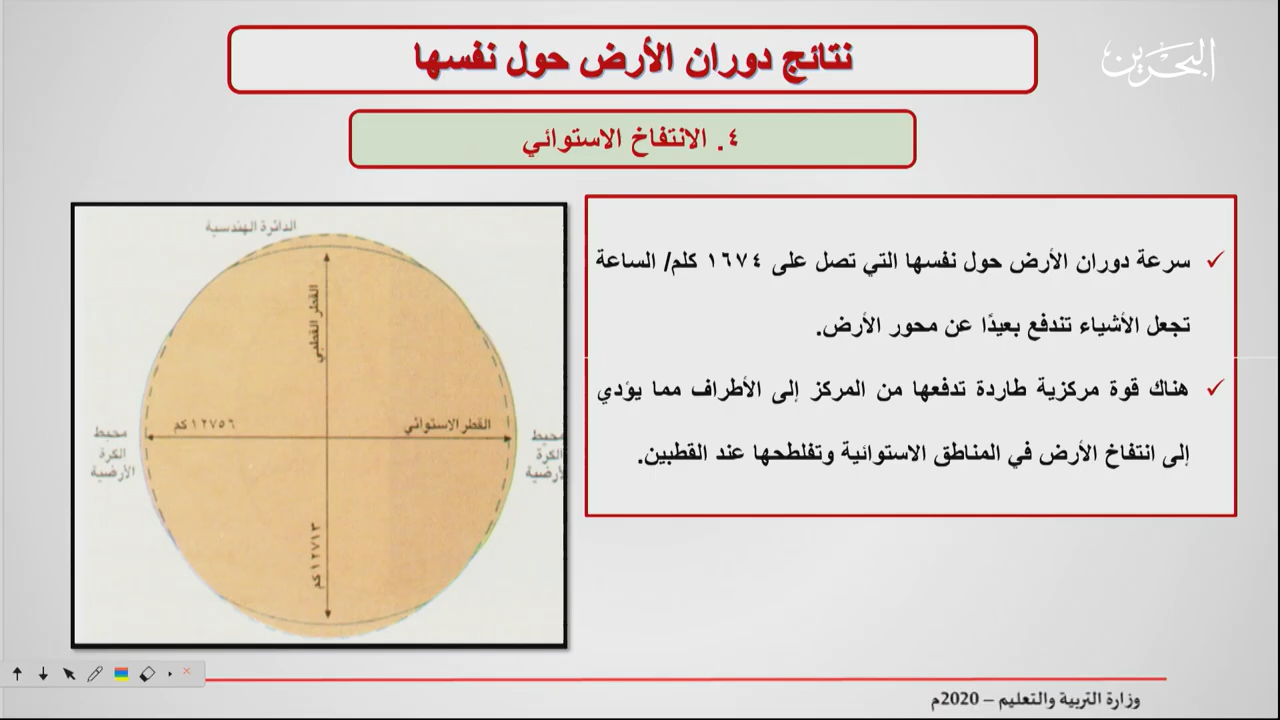 البحرين
نتائج دوران الأرض حول نفسها
٤. الانتفاخ الاستوائي
سرعة دوران الأرض حول نفسها التي تصل على ١٦٧٤ كلم/ الساعة
تجعل الأشياء تندفع بعيدًا عن محور الأرض.
هناك قوة مركزية طاردة تدفعها من المركز إلى الأطراف مما يؤدي
إلى انتفاخ الأرض في المناطق الاستوائية وتفلطحها عند القطبين.
الدائرة الهندسية
القطر القطبي
القطر الاستوائي
١٢٧٥٦ كم
محيط
الكرة
الأرضية
محيط
الكرة
الأرضية
١٢٧١٣ كم
وزارة التربية والتعليم – 2020م